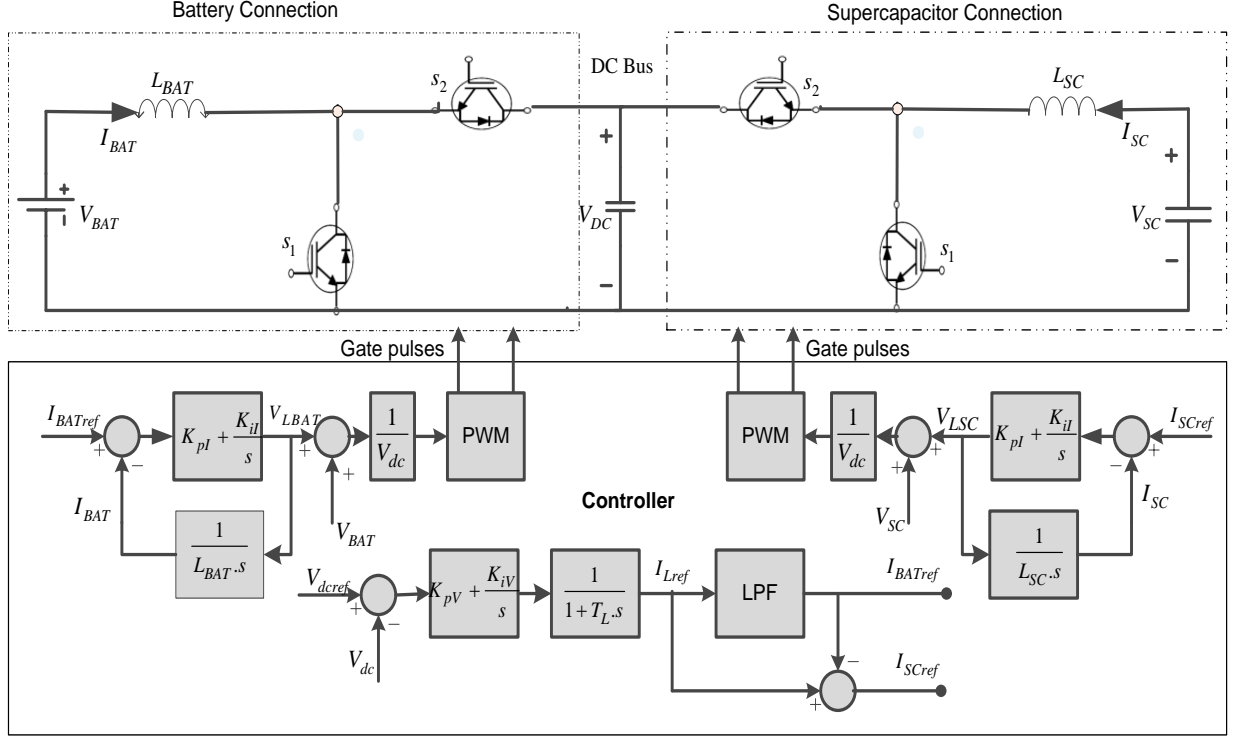 Battery Connection
Supercapacitor Connection
L_BAT
s_2
DC Bus
s_2
L_SC
I_BAT
I_SC
+
+
+
V_BAT
V_DC
V_SC
s_1
s_1
−
−
Gate pulses
Gate pulses
I_BATref
+
−
K_pI + K_iI/s
V_LBAT
+
+
1/V_dc
PWM
PWM
1/V_dc
V_LSC
+
+
K_pI + K_iI/s
I_SCref
+
−
I_BAT
1/(L_BAT.s)
V_BAT
Controller
V_SC
1/(L_SC.s)
I_SC
V_dcref
+
−
V_dc
K_pV + K_iV/s
1/(1+T_L.s)
I_Lref
LPF
I_BATref
−
+
I_SCref